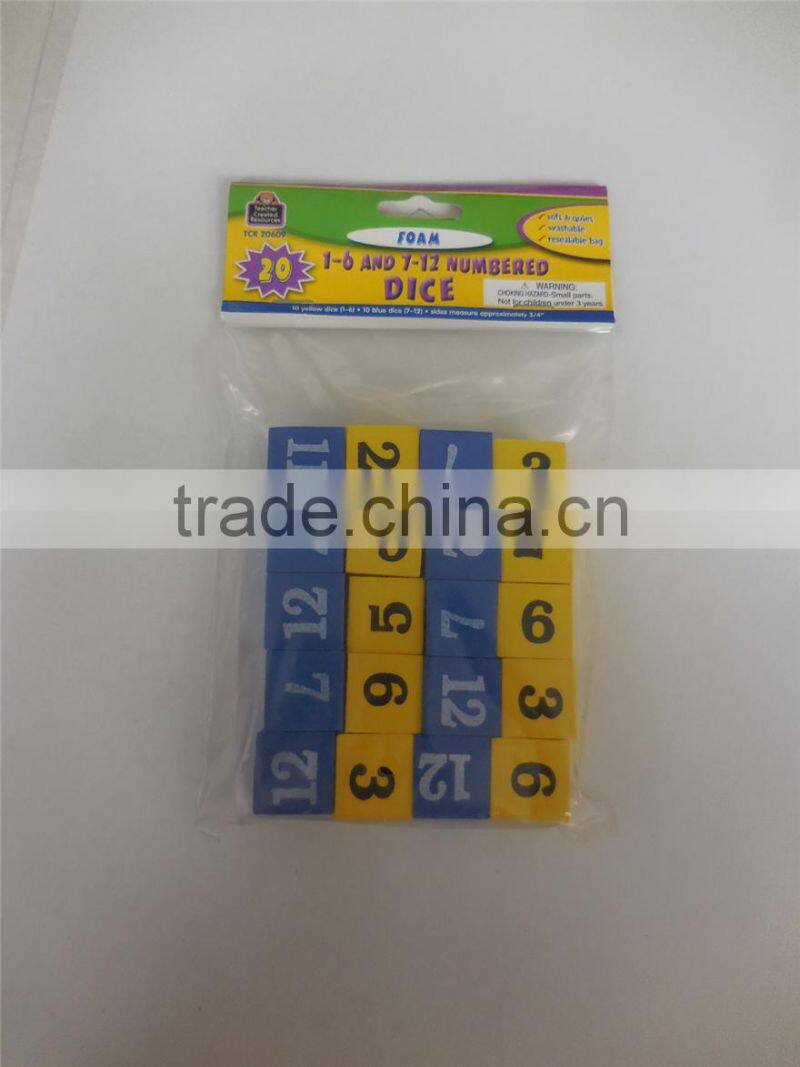 Teacher
Created
Resources
TCR 20609
FOAM
20
1-6 AND 7-12 NUMBERED
DICE
✓ soft & quiet
✓ washable
✓ resealable bag
⚠ WARNING:
CHOKING HAZARD-Small parts.
Not for children under 3 years
10 yellow dice (1-6) • 10 blue dice (7-12) • sides measure approximately 3/4"
11 2
trade.china.cn
12 5 7 6
7 6 12 3
12 3 12 6